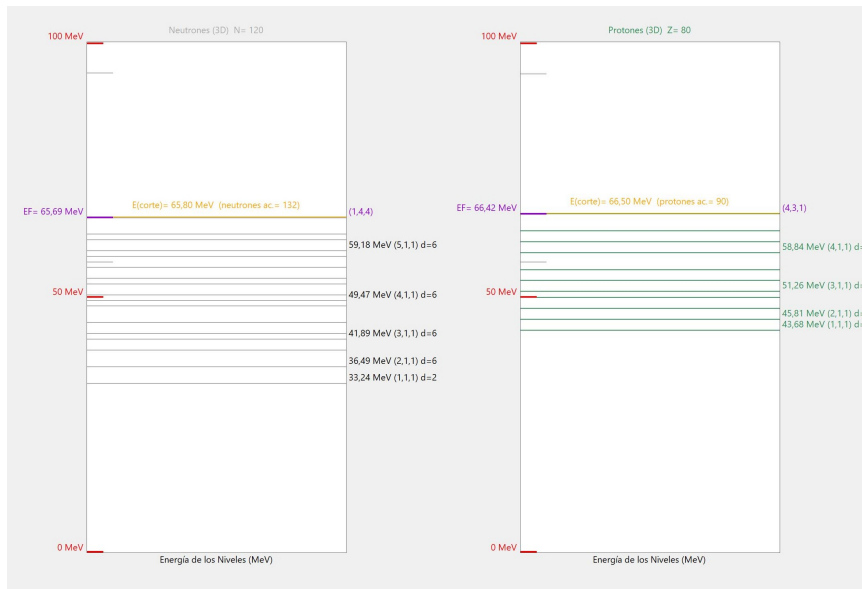 Neutrones (3D) N= 120
100 MeV
E(corte)= 65,80 MeV (neutrones ac.= 132)
EF= 65,69 MeV
(1,4,4)
59,18 MeV (5,1,1) d=6
50 MeV
49,47 MeV (4,1,1) d=6
41,89 MeV (3,1,1) d=6
36,49 MeV (2,1,1) d=6
33,24 MeV (1,1,1) d=2
0 MeV
Energía de los Niveles (MeV)
Protones (3D) Z= 80
100 MeV
E(corte)= 66,50 MeV (protones ac.= 90)
EF= 66,42 MeV
(4,3,1)
58,84 MeV (4,1,1) d=
51,26 MeV (3,1,1) d=
50 MeV
45,81 MeV (2,1,1) d=
43,68 MeV (1,1,1) d=
0 MeV
Energía de los Niveles (MeV)